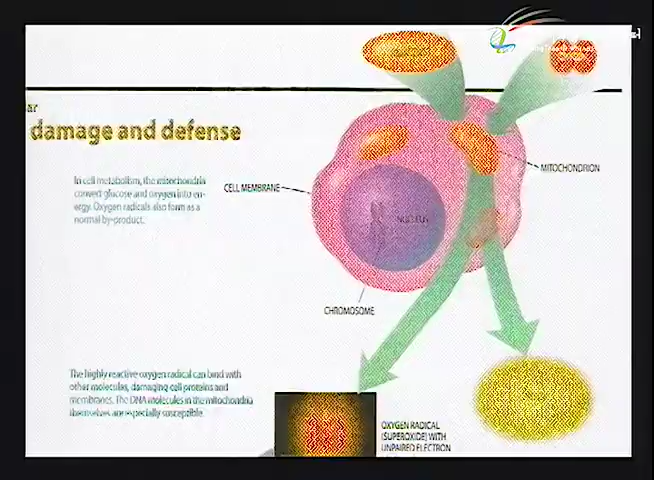 ar
damage and defense
In cell metabolism, the mitochondria
convert glucose and oxygen into en-
ergy. Oxygen radicals also form as a
normal by-product.
CELL MEMBRANE
MITOCHONDRION
NUCLEUS
CHROMOSOME
The highly reactive oxygen radical can bind with
other molecules, damaging cell proteins and
membranes. The DNA molecules in the mitochondria
themselves are especially susceptible.
OXYGEN RADICAL
(SUPEROXIDE) WITH
UNPAIRED ELECTRON